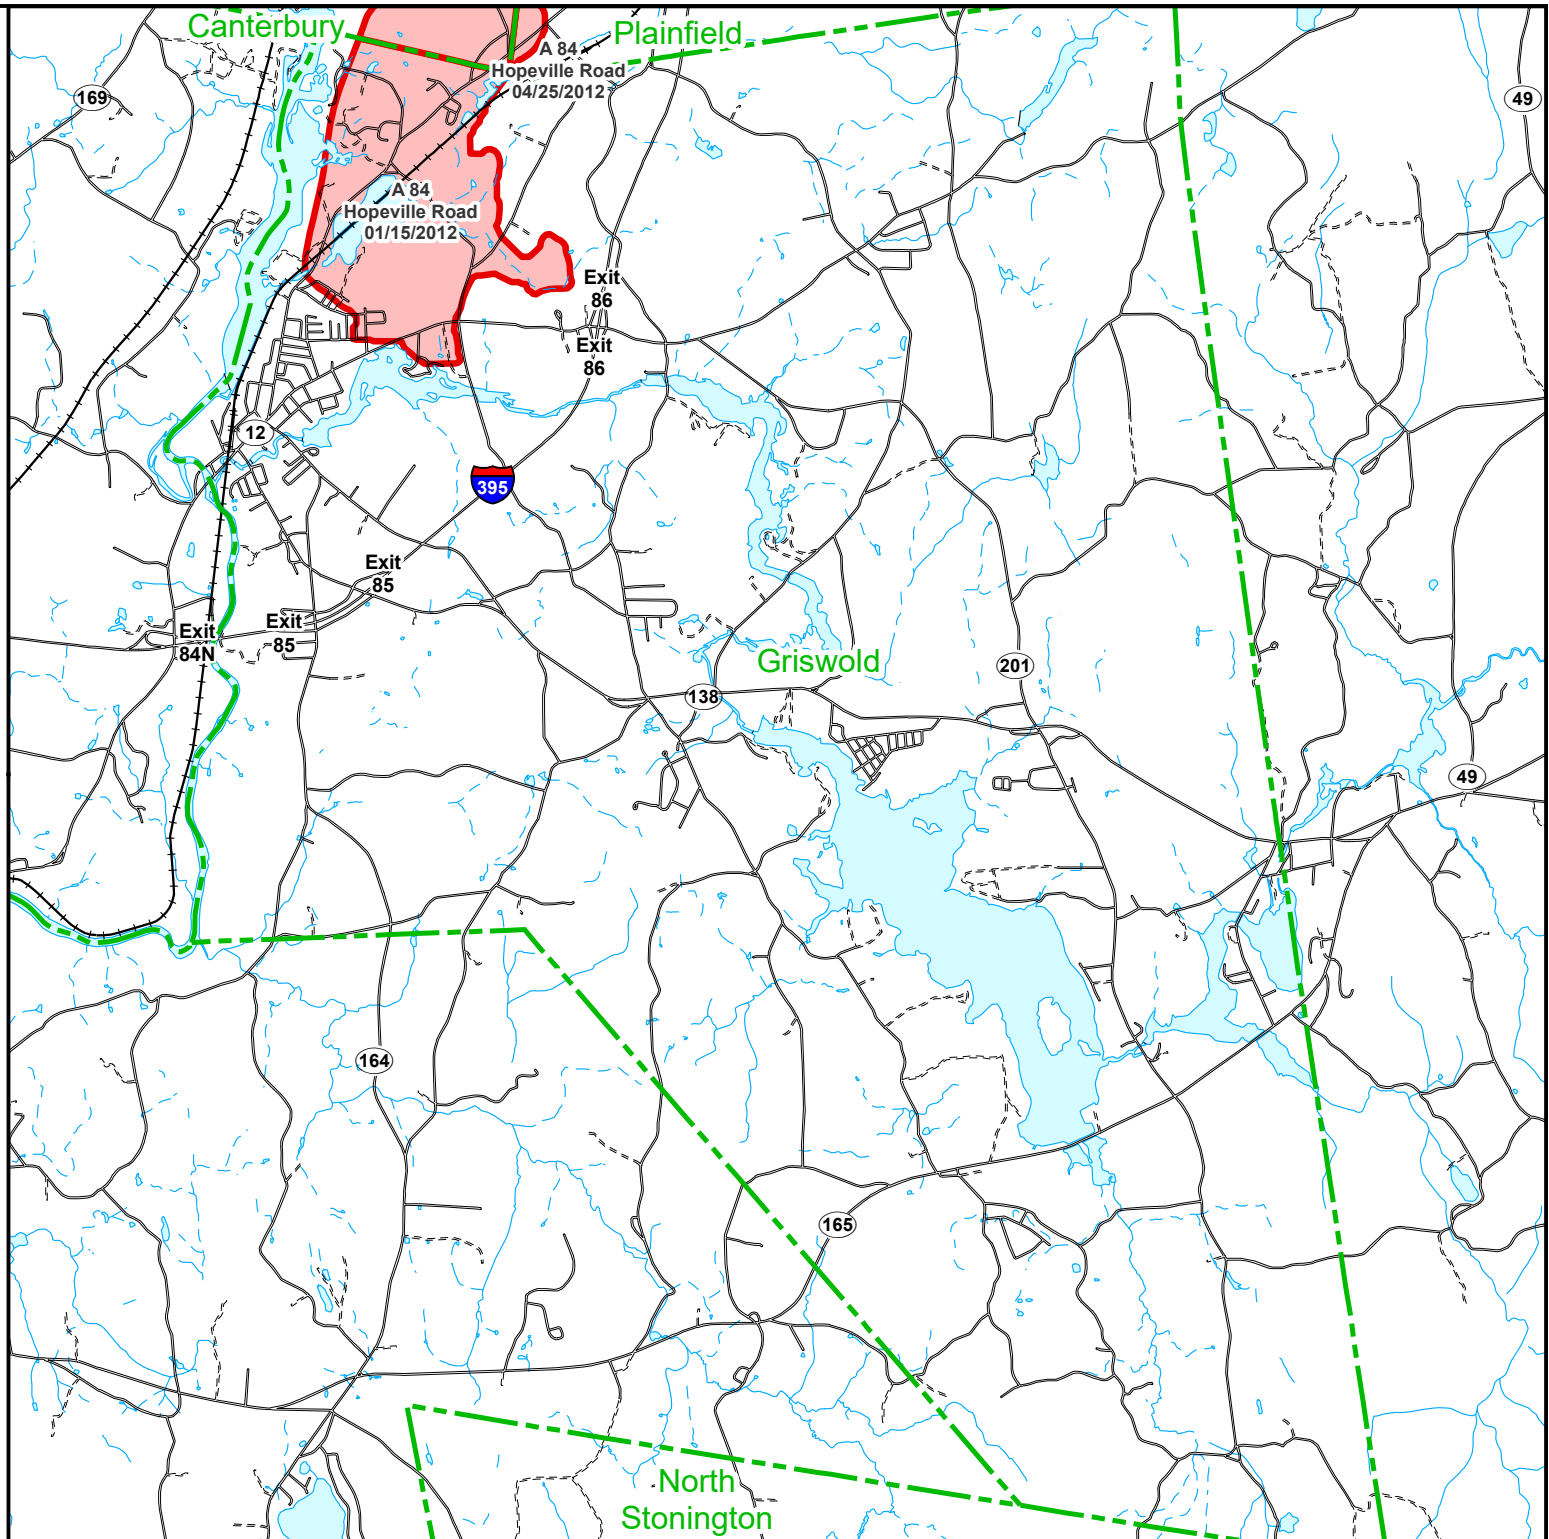 Canterbury
Plainfield
A 84
Hopeville Road
04/25/2012
169
49
A 84
Hopeville Road
01/15/2012
Exit
86
Exit
86
12
395
Exit
85
Exit
85
Exit
84N
Griswold
201
138
49
164
165
North
Stonington